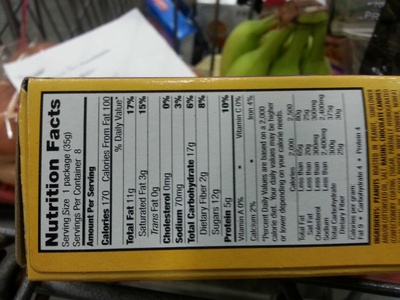 Nutrition Facts
Serving Size 1 package (35g)
Servings Per Container 8
Amount Per Serving
Calories 170 Calories From Fat 100
% Daily Value*
Total Fat 11g 17%
Saturated Fat 3g 15%
Trans Fat 0g
Cholesterol 0mg 0%
Sodium 70mg 3%
Total Carbohydrate 17g 6%
Dietary Fiber 2g 8%
Sugars 12g
Protein 5g 10%
Vitamin A 0% • Vitamin C 0%
Calcium 2% • Iron 4%
*Percent Daily Values are based on a 2,000
calorie diet. Your daily values may be higher
or lower depending on your calorie needs
Calories 2,000 2,500
Total Fat Less than 65g 80g
Sat Fat Less than 20g 25g
Cholesterol Less than 300mg 300mg
Sodium Less than 2,400mg 2,400mg
Total Carbohydrate 300g 375g
Dietary Fiber 25g 30g
Calories per gram:
Fat 9 • Carbohydrate 4 • Protein 4
INGREDIENTS: PEANUTS